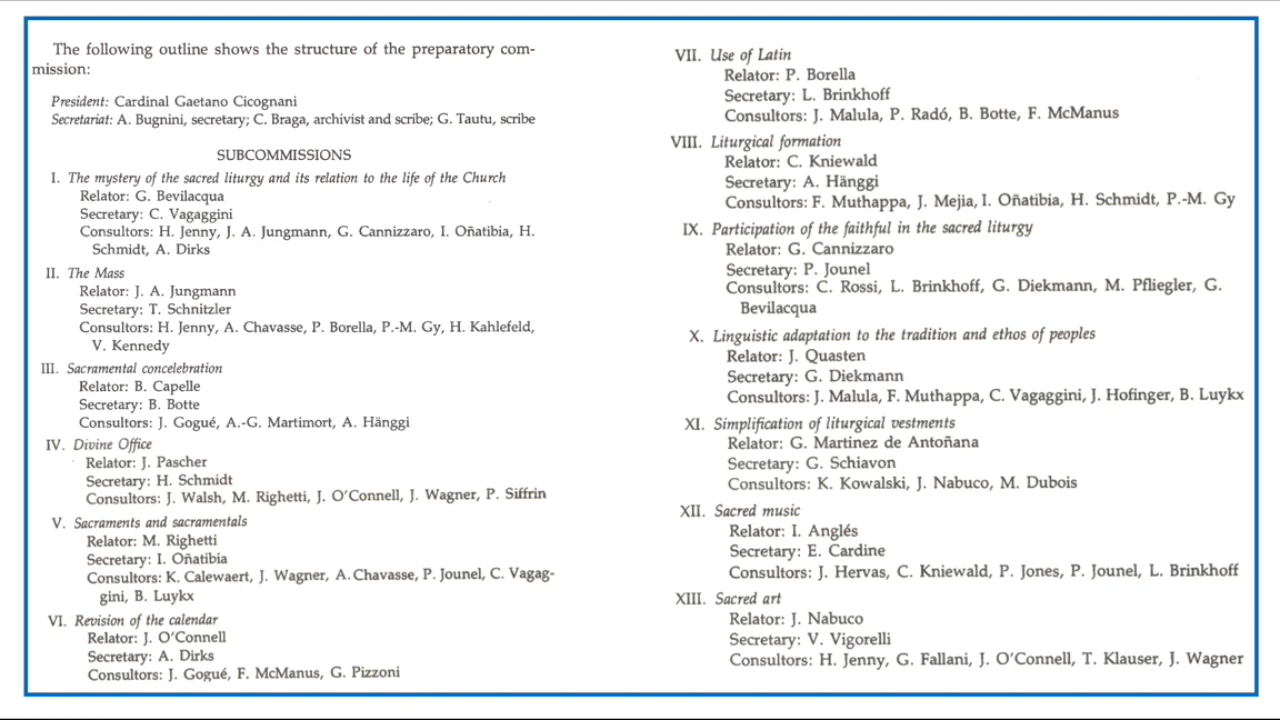 The following outline shows the structure of the preparatory com-
mission:
President: Cardinal Gaetano Cicognani
Secretariat: A. Bugnini, secretary; C. Braga, archivist and scribe; G. Tautu, scribe
SUBCOMMISSIONS
I. The mystery of the sacred liturgy and its relation to the life of the Church
Relator: G. Bevilacqua
Secretary: C. Vagaggini
Consultors: H. Jenny, J. A. Jungmann, G. Cannizzaro, I. Oñatibia, H.
Schmidt, A. Dirks
II. The Mass
Relator: J. A. Jungmann
Secretary: T. Schnitzler
Consultors: H. Jenny, A. Chavasse, P. Borella, P.-M. Gy, H. Kahlefeld,
V. Kennedy
III. Sacramental concelebration
Relator: B. Capelle
Secretary: B. Botte
Consultors: J. Gogué, A.-G. Martimort, A. Hänggi
IV. Divine Office
Relator: J. Pascher
Secretary: H. Schmidt
Consultors: J. Walsh, M. Righetti, J. O'Connell, J. Wagner, P. Siffrin
V. Sacraments and sacramentals
Relator: M. Righetti
Secretary: I. Oñatibia
Consultors: K. Calewaert, J. Wagner, A. Chavasse, P. Jounel, C. Vagag-
gini, B. Luykx
VI. Revision of the calendar
Relator: J. O'Connell
Secretary: A. Dirks
Consultors: J. Gogué, F. McManus, G. Pizzoni
VII. Use of Latin
Relator: P. Borella
Secretary: L. Brinkhoff
Consultors: J. Malula, P. Radó, B. Botte, F. McManus
VIII. Liturgical formation
Relator: C. Kniewald
Secretary: A. Hänggi
Consultors: F. Muthappa, J. Mejia, I. Oñatibia, H. Schmidt, P.-M. Gy
IX. Participation of the faithful in the sacred liturgy
Relator: G. Cannizzaro
Secretary: P. Jounel
Consultors: C. Rossi, L. Brinkhoff, G. Diekmann, M. Pfliegler, G.
Bevilacqua
X. Linguistic adaptation to the tradition and ethos of peoples
Relator: J. Quasten
Secretary: G. Diekmann
Consultors: J. Malula, F. Muthappa, C. Vagaggini, J. Hofinger, B. Luykx
XI. Simplification of liturgical vestments
Relator: G. Martinez de Antoñana
Secretary: G. Schiavon
Consultors: K. Kowalski, J. Nabuco, M. Dubois
XII. Sacred music
Relator: I. Anglés
Secretary: E. Cardine
Consultors: J. Hervas, C. Kniewald, P. Jones, P. Jounel, L. Brinkhoff
XIII. Sacred art
Relator: J. Nabuco
Secretary: V. Vigorelli
Consultors: H. Jenny, G. Fallani, J. O'Connell, T. Klauser, J. Wagner